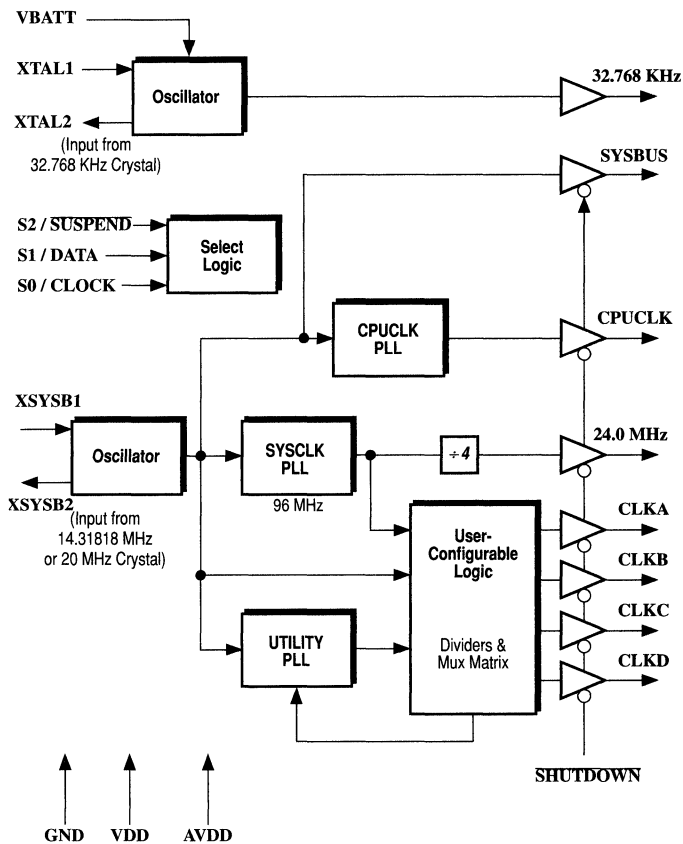 VBATT
XTAL1
XTAL2
Oscillator
(Input from
32.768 KHz Crystal)
32.768 KHz
SYSBUS
S2 / SUSPEND
S1 / DATA
S0 / CLOCK
Select
Logic
CPUCLK
PLL
CPUCLK
XSYSB1
XSYSB2
Oscillator
(Input from
14.31818 MHz
or 20 MHz Crystal)
SYSCLK
PLL
96 MHz
÷4
24.0 MHz
User-
Configurable
Logic
Dividers &
Mux Matrix
CLKA
CLKB
CLKC
CLKD
UTILITY
PLL
SHUTDOWN
GND
VDD
AVDD